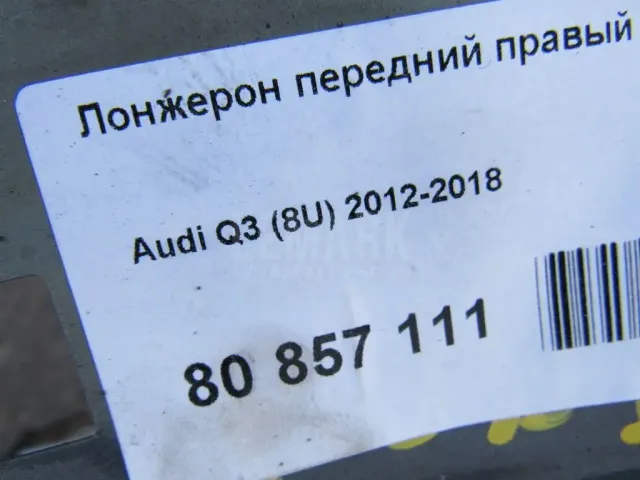 Лонжерон передний правый
Audi Q3 (8U) 2012-2018
80 857 111